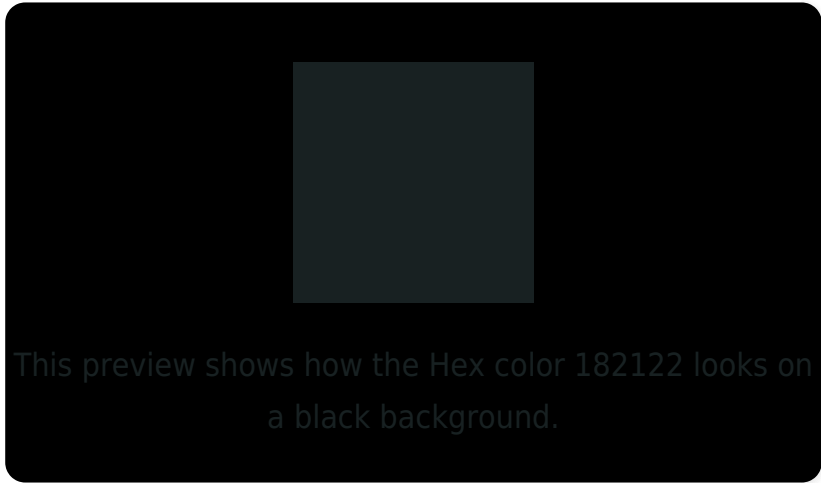 This preview shows how the Hex color 182122 looks on
a black background.